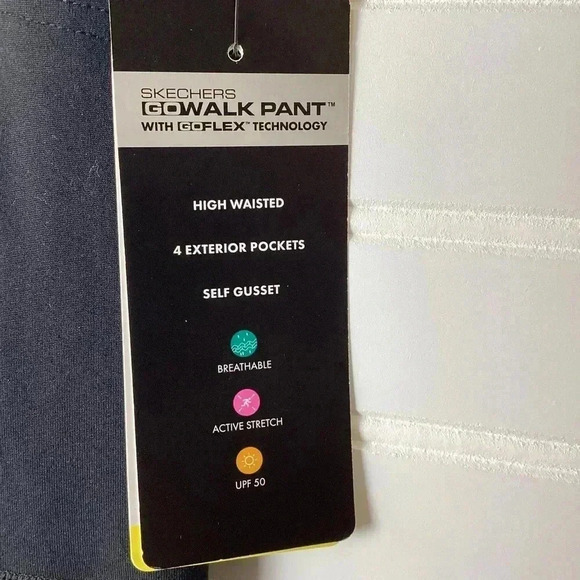 SKECHERS
GOWALK PANT™
WITH GOFLEX™ TECHNOLOGY
HIGH WAISTED
4 EXTERIOR POCKETS
SELF GUSSET
BREATHABLE
ACTIVE STRETCH
UPF 50